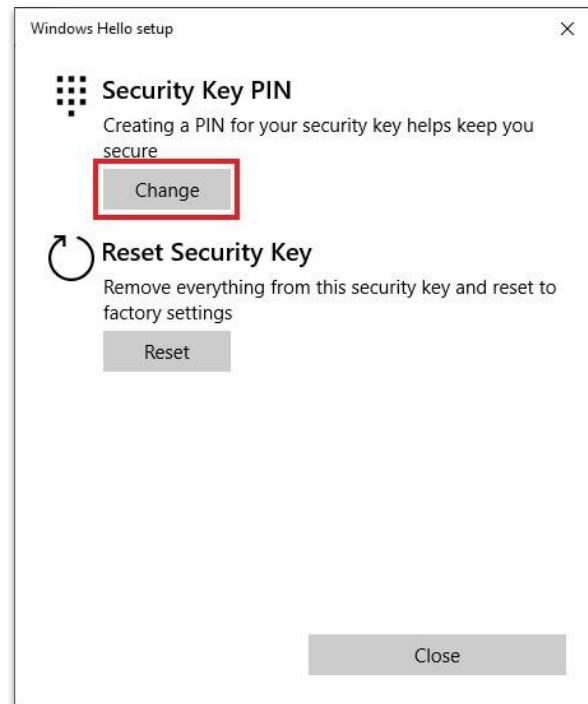 Windows Hello setup
Security Key PIN
Creating a PIN for your security key helps keep you
secure
Change
Reset Security Key
Remove everything from this security key and reset to
factory settings
Reset
Close